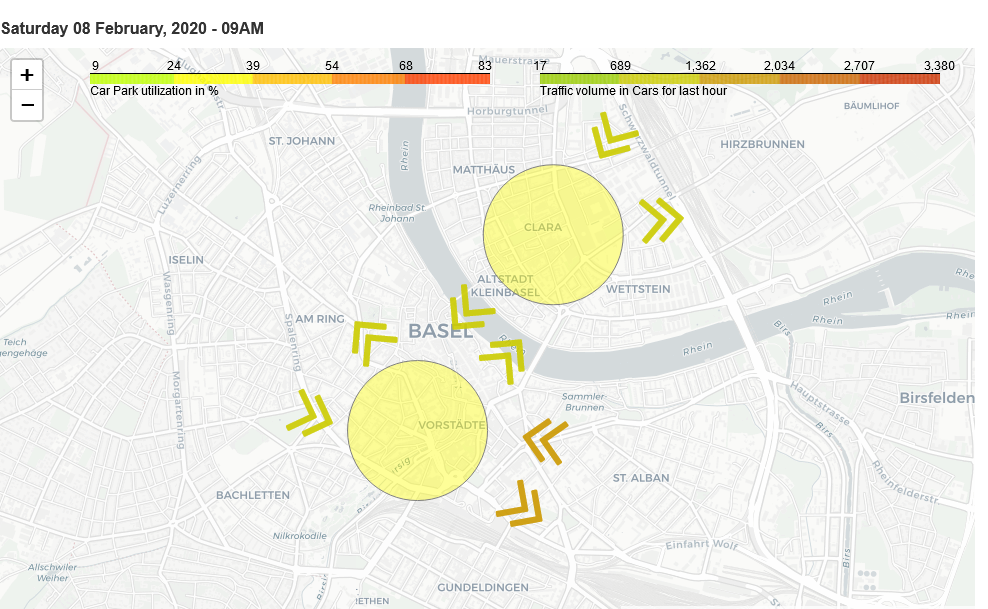 Saturday 08 February, 2020 - 09AM
+
−
9 24 39 54 68 83
Car Park utilization in %
17 689 1,362 2,034 2,707 3,380
Traffic volume in Cars for last hour
Mauerstrasse
Horburgtunnel
BÄUMLIHOF
Schwarzwaldtunnel
ST. JOHANN
HIRZBRUNNEN
Rhein
MATTHÄUS
Luzernerring
Rheinbad St.
Johann
CLARA
ISELIN
ALTSTADT
KLEINBASEL
WETTSTEIN
Wasgenring
Rhein
Rhein
Rhein
AM RING
Spalenring
BASEL
Birs
Teich
Rhein
Morgartenring
Sammler-
Brunnen
Hauptstrasse
Birsfelden
VORSTÄDTE
Birs
ST. ALBAN
Rheinfelderstr.
BACHLETTEN
Nilkrokodile
Einfahrt Wolf
Birs
Allschwiler
Weiher
GUNDELDINGEN